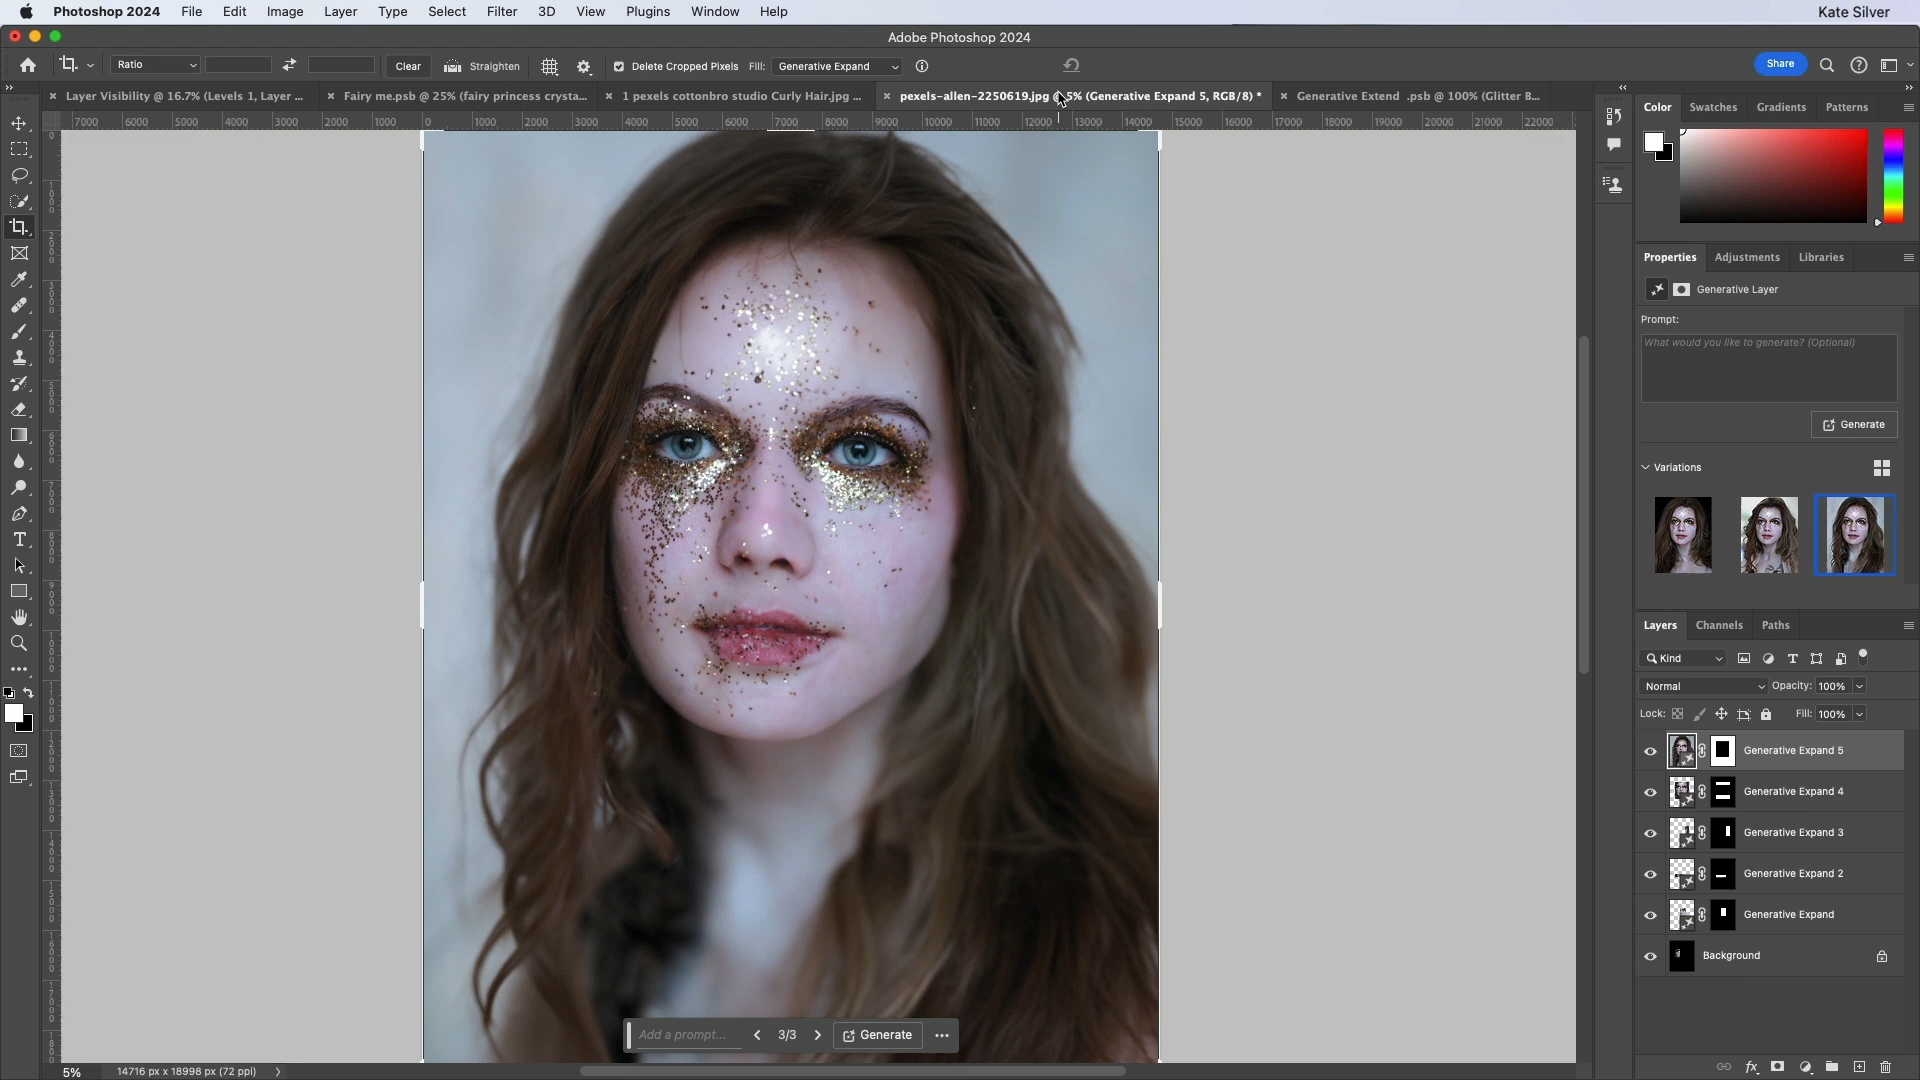 Photoshop 2024 File Edit Image Layer Type Select Filter 3D View Plugins Window Help Kate Silver
Adobe Photoshop 2024
Ratio Clear Straighten Delete Cropped Pixels Fill: Generative Expand Share
Layer Visibility @ 16.7% (Levels 1, Layer ... Fairy me.psb @ 25% (fairy princess crysta... 1 pexels cottonbro studio Curly Hair.jpg ... pexels-allen-2250619.jpg @ 5% (Generative Expand 5, RGB/8) * Generative Extend .psb @ 100% (Glitter B...
7000 6000 5000 4000 3000 2000 1000 0 1000 2000 3000 4000 5000 6000 7000 8000 9000 10000 11000 12000 13000 14000 15000 16000 17000 18000 19000 20000 21000 22000
Color Swatches Gradients Patterns
Properties Adjustments Libraries
Generative Layer
Prompt:
What would you like to generate? (Optional)
Generate
Variations
Layers Channels Paths
Kind
Normal Opacity: 100%
Lock: Fill: 100%
Generative Expand 5
Generative Expand 4
Generative Expand 3
Generative Expand 2
Generative Expand
Background
Add a prompt... 3/3 Generate
5% 14716 px x 18998 px (72 ppi)